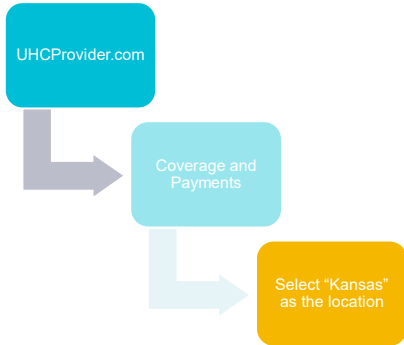 UHCProvider.com
Coverage and
Payments
Select “Kansas”
as the location